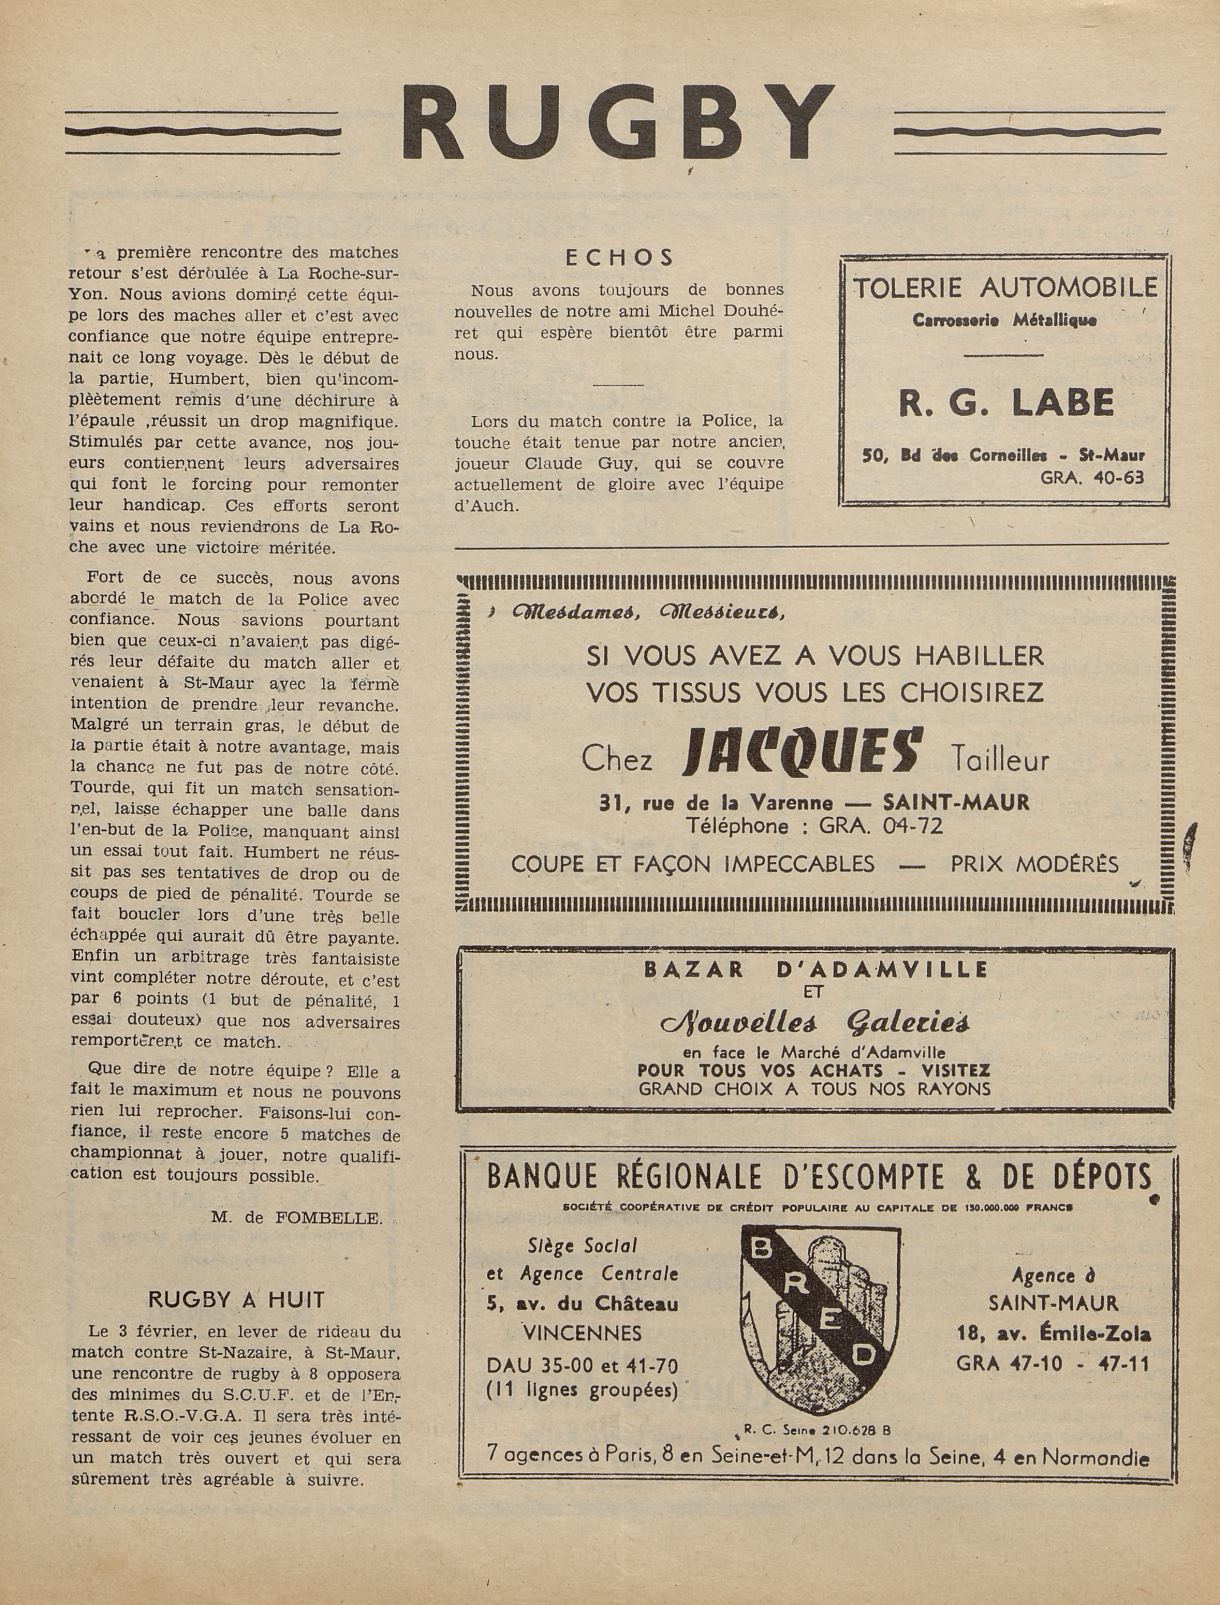 RUGBY
La première rencontre des matches
retour s'est déroulée à La Roche-sur-
Yon. Nous avions dominé cette équi-
pe lors des maches aller et c'est avec
confiance que notre équipe entrepre-
nait ce long voyage. Dès le début de
la partie, Humbert, bien qu'incom-
plèètement remis d'une déchirure à
l'épaule ,réussit un drop magnifique.
Stimulés par cette avance, nos jou-
eurs contiennent leurs adversaires
qui font le forcing pour remonter
leur handicap. Ces efforts seront
vains et nous reviendrons de La Ro-
che avec une victoire méritée.
Fort de ce succès, nous avons
abordé le match de la Police avec
confiance. Nous savions pourtant
bien que ceux-ci n'avaient pas digé-
rés leur défaite du match aller et
venaient à St-Maur avec la ferme
intention de prendre leur revanche.
Malgré un terrain gras, le début de
la partie était à notre avantage, mais
la chance ne fut pas de notre côté.
Tourde, qui fit un match sensation-
nel, laisse échapper une balle dans
l'en-but de la Police, manquant ainsi
un essai tout fait. Humbert ne réus-
sit pas ses tentatives de drop ou de
coups de pied de pénalité. Tourde se
fait boucler lors d'une très belle
échappée qui aurait dû être payante.
Enfin un arbitrage très fantaisiste
vint compléter notre déroute, et c'est
par 6 points (1 but de pénalité, 1
essai douteux) que nos adversaires
remportèrent ce match.
Que dire de notre équipe ? Elle a
fait le maximum et nous ne pouvons
rien lui reprocher. Faisons-lui con-
fiance, il reste encore 5 matches de
championnat à jouer, notre qualifi-
cation est toujours possible.
M. de FOMBELLE.
RUGBY A HUIT
Le 3 février, en lever de rideau du
match contre St-Nazaire, à St-Maur,
une rencontre de rugby à 8 opposera
des minimes du S.C.U.F. et de l'En-
tente R.S.O.-V.G.A. Il sera très inté-
ressant de voir ces jeunes évoluer en
un match très ouvert et qui sera
sûrement très agréable à suivre.
ECHOS
Nous avons toujours de bonnes
nouvelles de notre ami Michel Douhé-
ret qui espère bientôt être parmi
nous.
Lors du match contre la Police, la
touche était tenue par notre ancien
joueur Claude Guy, qui se couvre
actuellement de gloire avec l'équipe
d'Auch.
TOLERIE AUTOMOBILE
Carrosserie Métallique
R. G. LABE
50, Bd des Corneilles - St-Maur
GRA. 40-63
Mesdames, Messieurs,
SI VOUS AVEZ A VOUS HABILLER
VOS TISSUS VOUS LES CHOISIREZ
Chez JACQUES Tailleur
31, rue de la Varenne — SAINT-MAUR
Téléphone : GRA. 04-72
COUPE ET FAÇON IMPECCABLES — PRIX MODÉRÉS
BAZAR D'ADAMVILLE
ET
Nouvelles Galeries
en face le Marché d'Adamville
POUR TOUS VOS ACHATS - VISITEZ
GRAND CHOIX A TOUS NOS RAYONS
BANQUE RÉGIONALE D'ESCOMPTE & DE DÉPOTS
SOCIÉTÉ COOPÉRATIVE DE CRÉDIT POPULAIRE AU CAPITALE DE 150.000.000 FRANCS
Siège Social
et Agence Centrale
5, av. du Château
VINCENNES
DAU 35-00 et 41-70
(11 lignes groupées)
BRED
Agence à
SAINT-MAUR
18, av. Émile-Zola
GRA 47-10 - 47-11
R. C. Seine 210.628 B
7 agences à Paris, 8 en Seine-et-M, 12 dans la Seine, 4 en Normandie